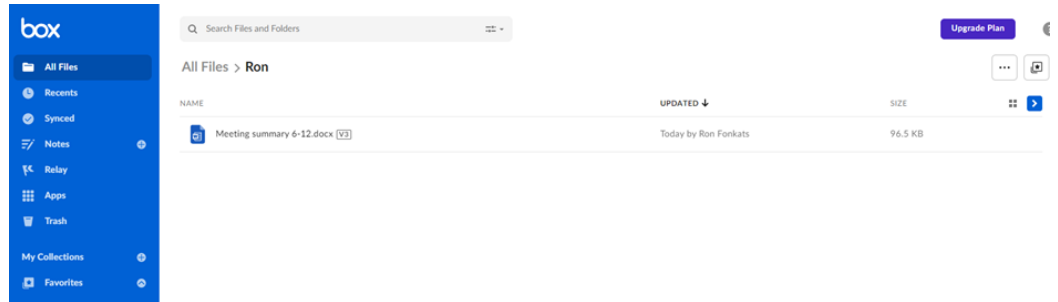 box
Search Files and Folders
Upgrade Plan
All Files
All Files > Ron
Recents
NAME
UPDATED
SIZE
Synced
Meeting summary 6-12.docx V3
Today by Ron Fonkats
96.5 KB
Notes
Relay
Apps
Trash
My Collections
Favorites